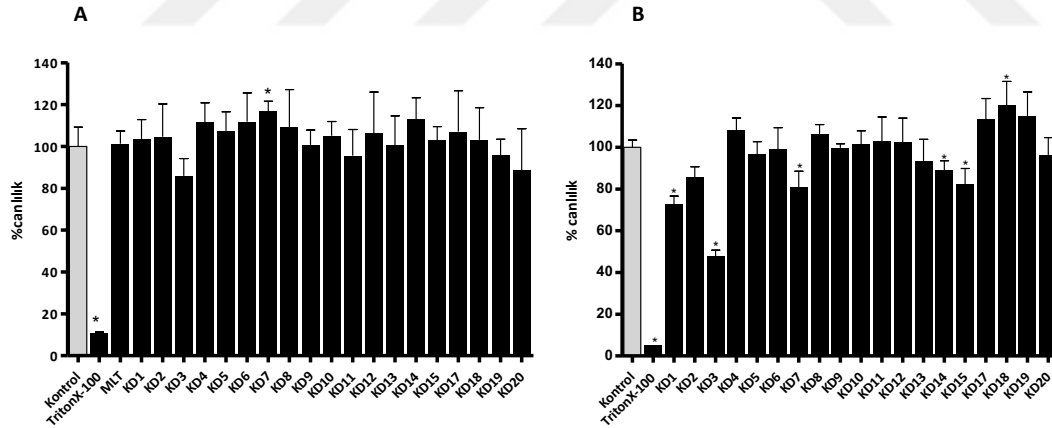 A
B
%canlılık
140
120
100
80
60
40
20
0
*
*
Kontrol
TritonX-100
MLT
KD1
KD2
KD3
KD4
KD5
KD6
KD7
KD8
KD9
KD10
KD11
KD12
KD13
KD14
KD15
KD17
KD18
KD19
KD20
% canlılık
140
120
100
80
60
40
20
0
*
*
*
*
*
*
*
Kontrol
TritonX-100
KD1
KD2
KD3
KD4
KD5
KD6
KD7
KD8
KD9
KD10
KD11
KD12
KD13
KD14
KD15
KD17
KD18
KD19
KD20